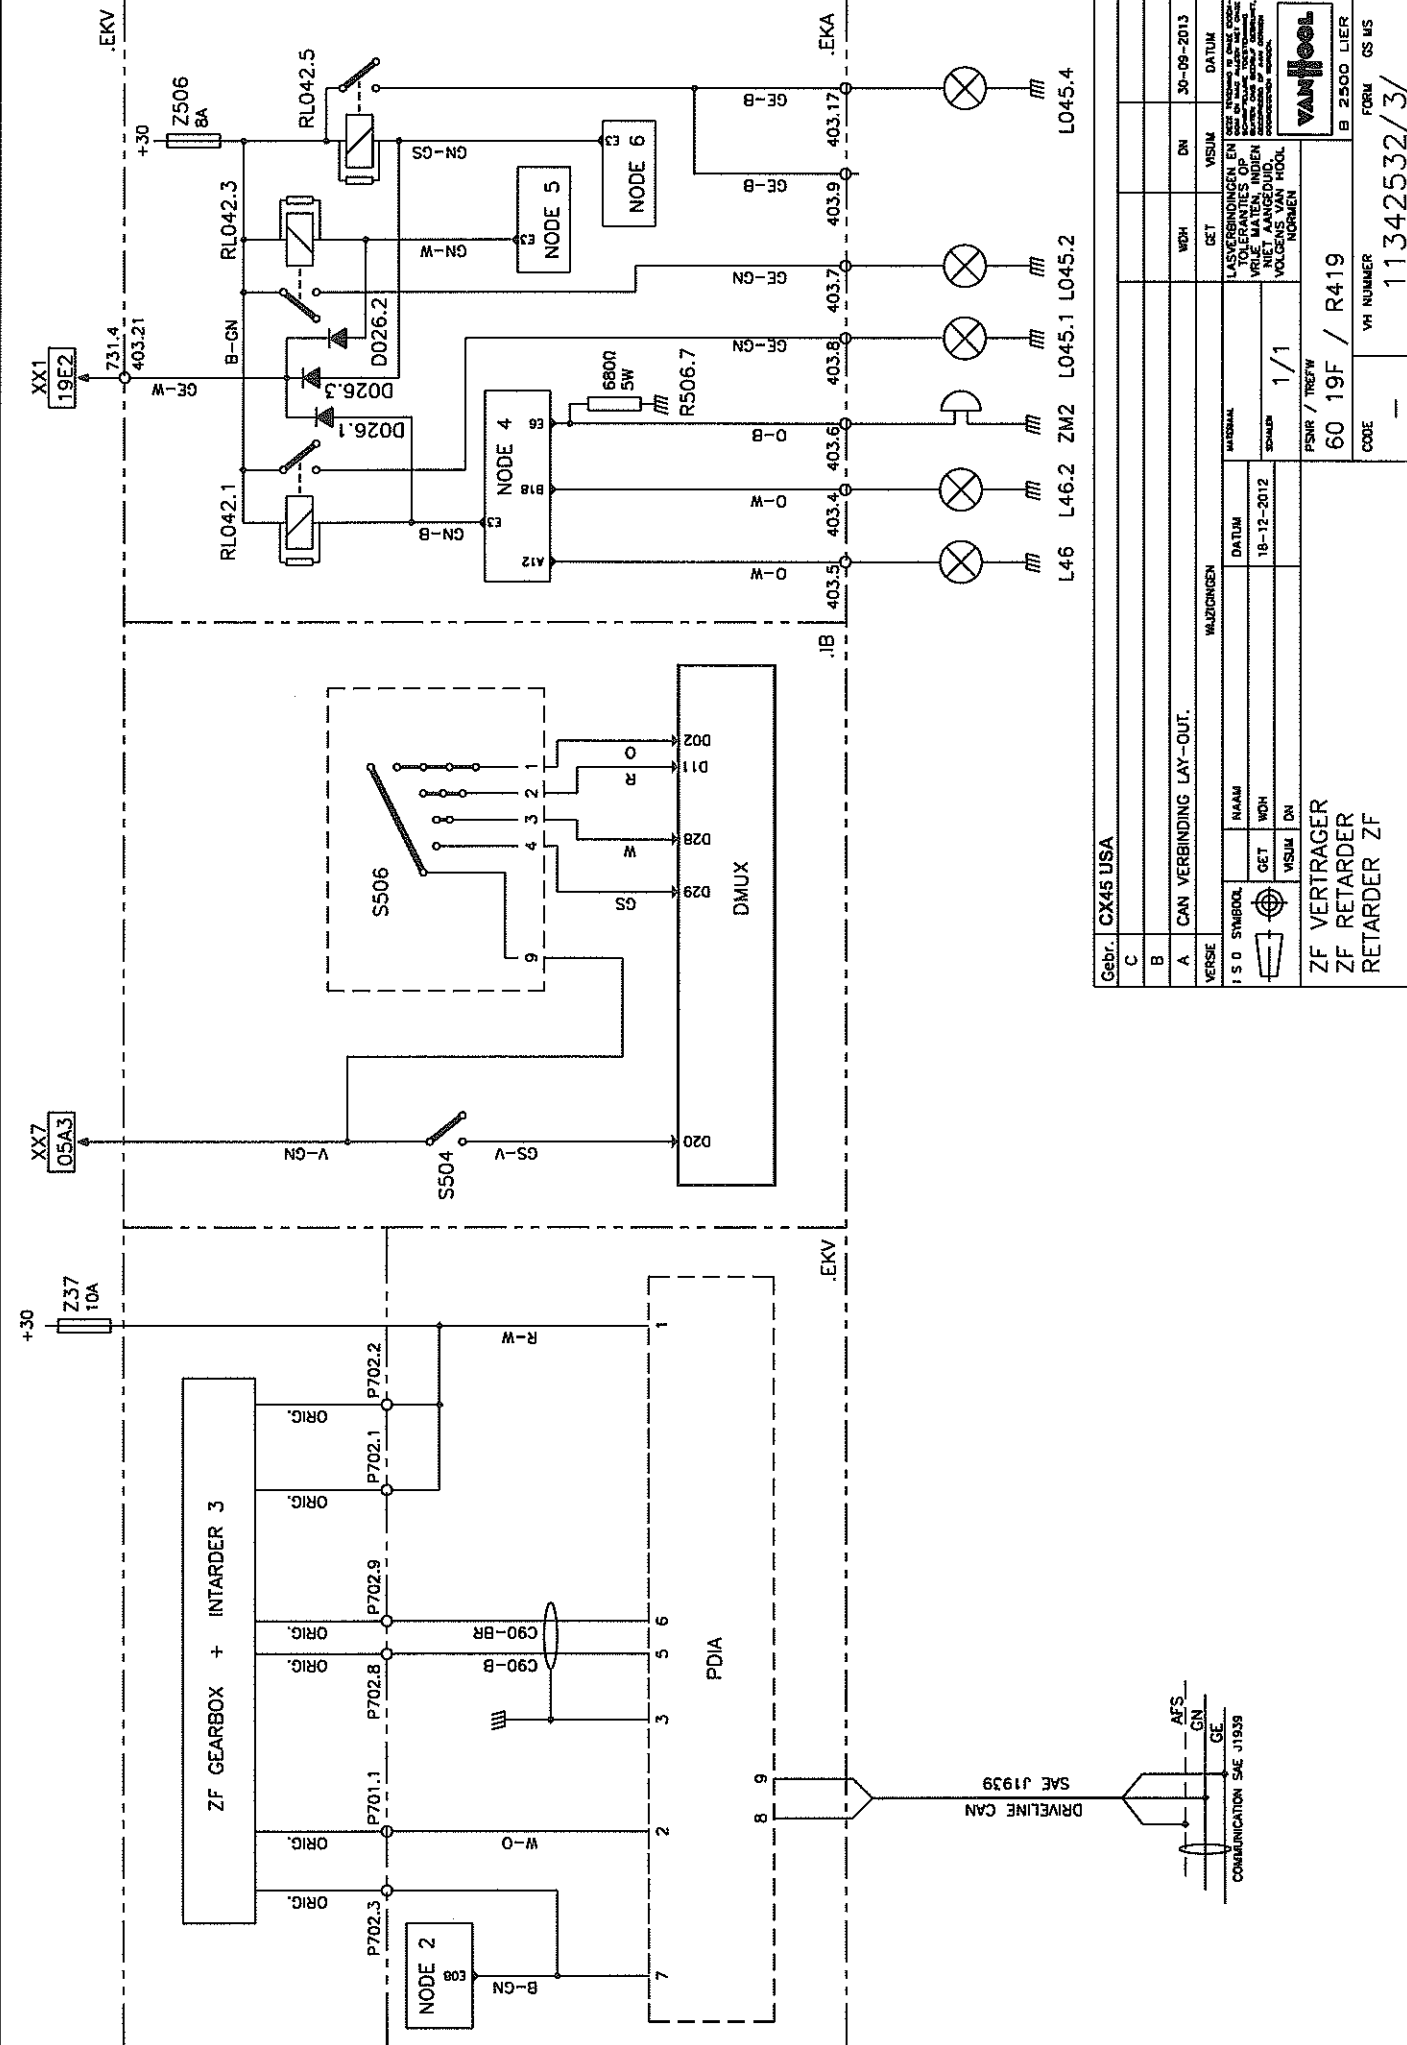 +30
Z37
10A
ZF GEARBOX + INTARDER 3
ORIG.
ORIG.
ORIG.
ORIG.
ORIG.
ORIG.
P702.3
P701.1
P702.8
P702.9
P702.1
P702.2
NODE 2
E08
B-GN
W-O
C90-B
C90-BR
R-W
7
2
3
5
6
1
PDIA
8
9
.EKV
DRIVELINE CAN
SAE J1939
AFS
GN
GE
COMMUNICATION SAE J1939
XX7
05A3
V-GN
S504
GS-V
S506
9
4
3
2
1
GS
W
R
O
D20
D29
D28
D11
D02
DMUX
.IB
XX1
19E2
731.4
403.21
GE-W
.EKV
+30
Z506
8A
RL042.1
RL042.3
RL042.5
B-GN
D026.1
D026.3
D026.2
GN-B
GN-W
GN-GS
E3
NODE 4
A12
B18
E6
E3
NODE 5
E3
NODE 6
680Ω
5W
R506.7
O-W
O-W
O-B
GE-GN
GE-GN
GE-B
GE-B
403.5
403.4
403.6
403.8
403.7
403.9
403.17
.EKA
L46
L46.2
ZM2
L045.1
L045.2
L045.4
Gebr. CX45 USA
C
B
A CAN VERBINDING LAY-OUT. WDH DN 30-09-2013
VERSIE WIJZIGINGEN GET VISUM DATUM
I S O SYMBOOL
NAAM DATUM
GET WDH 18-12-2012
VISUM DN
MATERIAAL
SCHALEN 1/1
LASVERBINDINGEN EN
TOLERANTIES OP
VRIJE MATEN, INDIEN
NIET AANGEDUID,
VOLGENS VAN HOOL
NORMEN
VANHOOL
B 2500 LIER
ZF VERTRAGER
ZF RETARDER
RETARDER ZF
PSNR / TREFW
60 19F / R419
CODE
—
VH NUMMER
11342532/3/
FORM GS MS